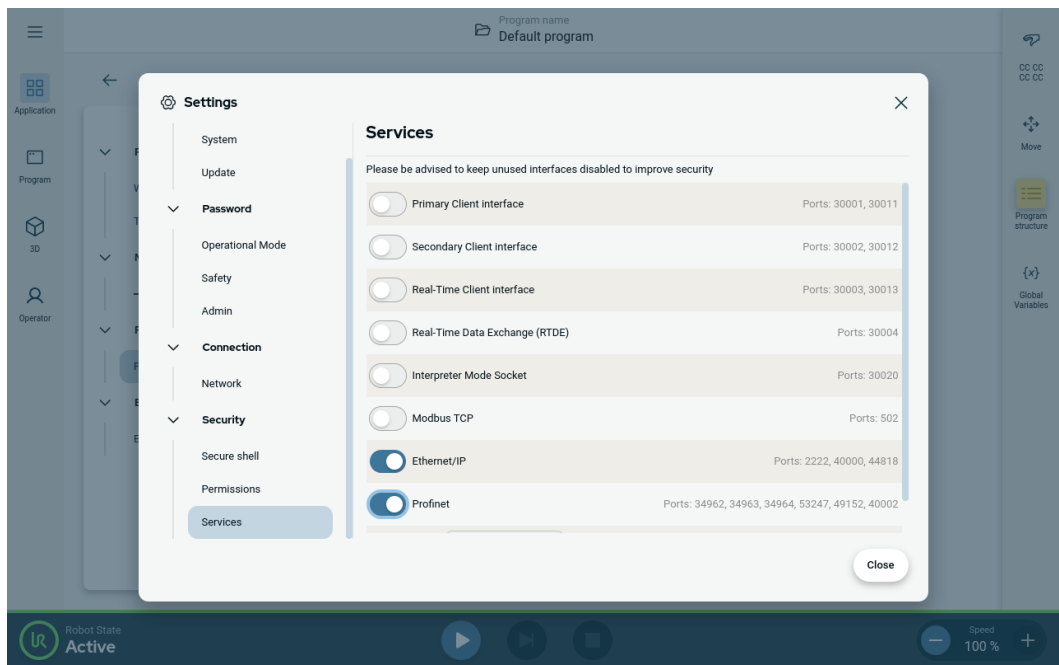 Program name
Default program
Application
Program
3D
Operator
Settings
System
Update
Password
Operational Mode
Safety
Admin
Connection
Network
Security
Secure shell
Permissions
Services
Services
Please be advised to keep unused interfaces disabled to improve security
Primary Client interface Ports: 30001, 30011
Secondary Client interface Ports: 30002, 30012
Real-Time Client interface Ports: 30003, 30013
Real-Time Data Exchange (RTDE) Ports: 30004
Interpreter Mode Socket Ports: 30020
Modbus TCP Ports: 502
Ethernet/IP Ports: 2222, 40000, 44818
Profinet Ports: 34962, 34963, 34964, 53247, 49152, 40002
Close
CC CC
CC CC
Move
Program
structure
{x}
Global
Variables
UR
Robot State
Active
Speed
100 %